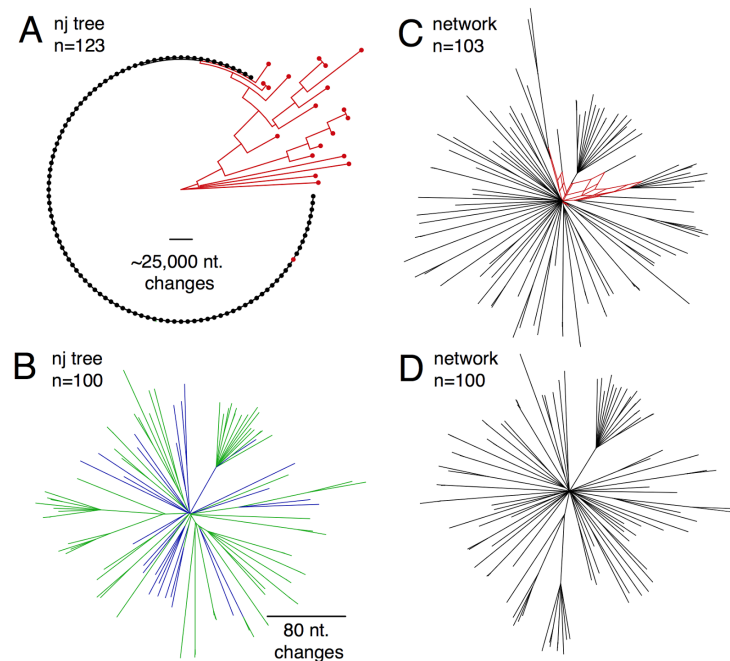 A
nj tree
n=123
~25,000 nt.
changes
B
nj tree
n=100
80 nt.
changes
C
network
n=103
D
network
n=100